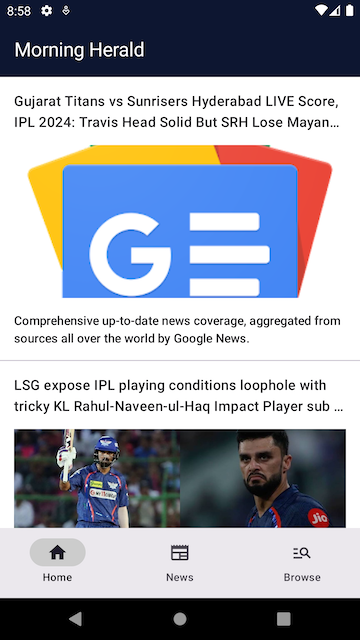 8:58
Morning Herald
Gujarat Titans vs Sunrisers Hyderabad LIVE Score,
IPL 2024: Travis Head Solid But SRH Lose Mayan…
G
Comprehensive up-to-date news coverage, aggregated from
sources all over the world by Google News.
LSG expose IPL playing conditions loophole with
tricky KL Rahul-Naveen-ul-Haq Impact Player sub …
Jio
Home
News
Browse